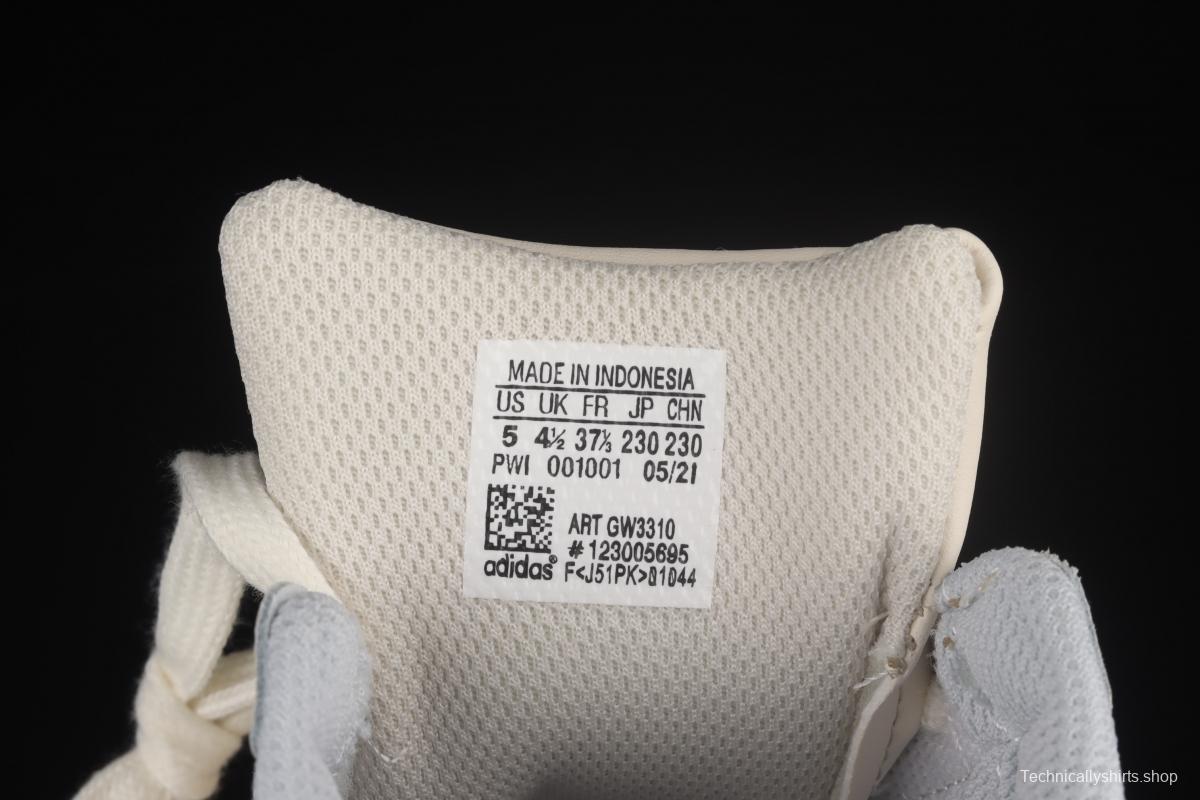 MADE IN INDONESIA
US UK FR JP CHN
5 4½ 37⅓ 230 230
PWI 001001 05/21
ART GW3310
# 123005695
adidas® F<J51PK>01044
Technicallyshirts.shop